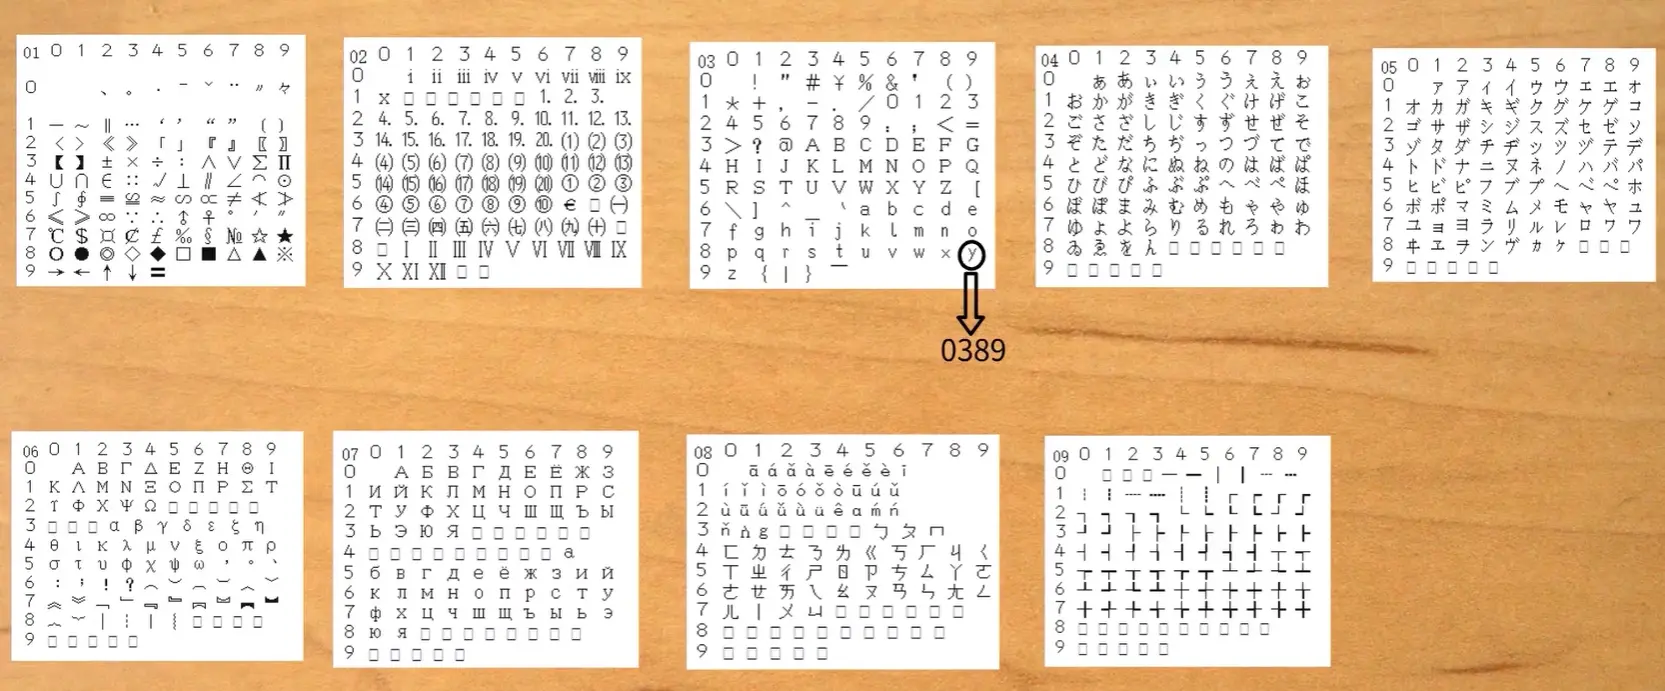 01 0 1 2 3 4 5 6 7 8 9
0 、 。 · ˉ ˇ ¨ 〃 々
1 — ～ ‖ … ‘ ’ “ ” 〔 〕
2 〈 〉 《 》 「 」 『 』 〖 〗
3 【 】 ± × ÷ ∶ ∧ ∨ ∑ ∏
4 ∪ ∩ ∈ ∷ √ ⊥ ∥ ∠ ⌒ ⊙
5 ∫ ∮ ≡ ≌ ≈ ∽ ∝ ≠ ≮ ≯
6 ≤ ≥ ∞ ∵ ∴ ♂ ♀ ° ′ ″
7 ℃ $ ¤ ￠ ￡ ‰ § № ☆ ★
8 ○ ● ◎ ◇ ◆ □ ■ △ ▲ ※
9 → ← ↑ ↓ 〓
02 0 1 2 3 4 5 6 7 8 9
0 ⅰ ⅱ ⅲ ⅳ ⅴ ⅵ ⅶ ⅷ ⅸ
1 ⅹ □ □ □ □ □ □ 1. 2. 3.
2 4. 5. 6. 7. 8. 9. 10. 11. 12. 13.
3 14. 15. 16. 17. 18. 19. 20. ⑴ ⑵ ⑶
4 ⑷ ⑸ ⑹ ⑺ ⑻ ⑼ ⑽ ⑾ ⑿ ⒀
5 ⒁ ⒂ ⒃ ⒄ ⒅ ⒆ ⒇ ① ② ③
6 ④ ⑤ ⑥ ⑦ ⑧ ⑨ ⑩ € □ ㈠
7 ㈡ ㈢ ㈣ ㈤ ㈥ ㈦ ㈧ ㈨ ㈩ □
8 □ Ⅰ Ⅱ Ⅲ Ⅳ Ⅴ Ⅵ Ⅶ Ⅷ Ⅸ
9 Ⅹ Ⅺ Ⅻ □ □
03 0 1 2 3 4 5 6 7 8 9
0 ! " # ¥ % & ' ( )
1 * + , - . / 0 1 2 3
2 4 5 6 7 8 9 : ; < =
3 > ? @ A B C D E F G
4 H I J K L M N O P Q
5 R S T U V W X Y Z [
6 \ ] ^ _ ` a b c d e
7 f g h i j k l m n o
8 p q r s t u v w x y
9 z { | } ‾
0389
04 0 1 2 3 4 5 6 7 8 9
0 ぁ あ ぃ い ぅ う ぇ え ぉ
1 お か が き ぎ く ぐ け げ こ
2 ご さ ざ し じ す ず せ ぜ そ
3 ぞ た だ ち ぢ っ つ づ て で
4 と ど な に ぬ ね の は ば ぱ
5 ひ び ぴ ふ ぶ ぷ へ べ ぺ ほ
6 ぼ ぽ ま み む め も ゃ や ゅ
7 ゆ ょ よ ら り る れ ろ ゎ わ
8 ゐ ゑ を ん □ □ □ □ □ □
9 □ □ □ □ □
05 0 1 2 3 4 5 6 7 8 9
0 ァ ア ィ イ ゥ ウ ェ エ ォ
1 オ カ ガ キ ギ ク グ ケ ゲ コ
2 ゴ サ ザ シ ジ ス ズ セ ゼ ソ
3 ゾ タ ダ チ ヂ ッ ツ ヅ テ デ
4 ト ド ナ ニ ヌ ネ ノ ハ バ パ
5 ヒ ビ ピ フ ブ プ ヘ ベ ペ ホ
6 ボ ポ マ ミ ム メ モ ャ ヤ ュ
7 ユ ョ ヨ ラ リ ル レ ロ ヮ ワ
8 ヰ ヱ ヲ ン ヴ ヵ ヶ □ □ □
9 □ □ □ □ □
06 0 1 2 3 4 5 6 7 8 9
0 Α Β Γ Δ Ε Ζ Η Θ Ι
1 Κ Λ Μ Ν Ξ Ο Π Ρ Σ Τ
2 Υ Φ Χ Ψ Ω □ □ □ □ □
3 □ □ □ α β γ δ ε ζ η
4 θ ι κ λ μ ν ξ ο π ρ
5 σ τ υ φ χ ψ ω
07 0 1 2 3 4 5 6 7 8 9
0 А Б В Г Д Е Ё Ж З
1 И Й К Л М Н О П Р С
2 Т У Ф Х Ц Ч Ш Щ Ъ Ы
3 Ь Э Ю Я □ □ □ □ □ □
4 □ □ □ □ □ □ □ □ □ а
5 б в г д е ё ж з и й
6 к л м н о п р с т у
7 ф х ц ч ш щ ъ ы ь э
8 ю я □ □ □ □ □ □ □ □
9 □ □ □ □ □
08 0 1 2 3 4 5 6 7 8 9
0 ā á ǎ à ē é ě è ī
1 í ǐ ì ō ó ǒ ò ū ú ǔ
2 ù ǖ ǘ ǚ ǜ ü ê ɑ ḿ ń
3 ň ǹ ɡ □ □ □ □ ㄅ ㄆ ㄇ
4 ㄈ ㄉ ㄊ ㄋ ㄌ ㄍ ㄎ ㄏ ㄐ ㄑ
5 ㄒ ㄓ ㄔ ㄕ ㄖ ㄗ ㄘ ㄙ ㄚ ㄛ
6 ㄜ ㄝ ㄞ ㄟ ㄠ ㄡ ㄢ ㄣ ㄤ ㄥ
7 ㄦ ㄧ ㄨ ㄩ □ □ □ □ □ □
8 □ □ □ □ □ □ □ □ □ □
9 □ □ □ □ □
09 0 1 2 3 4 5 6 7 8 9
0 □ □ □ ─ ━ │ ┃ ┄ ┅
1 ┆ ┇ ┈ ┉ ┊ ┋ ┌ ┍ ┎ ┏
2 ┐ ┑ ┒ ┓ └ ┕ ┖ ┗ ┘ ┙
3 ┚ ┛ ├ ┝ ┞ ┟ ┠ ┡ ┢ ┣
4 ┤ ┥ ┦ ┧ ┨ ┩ ┪ ┫ ┬ ┭
5 ┮ ┯ ┰ ┱ ┲ ┳ ┴ ┵ ┶ ┷
6 ┸ ┹ ┺ ┻ ┼ ┽ ┾ ┿ ╀ ╁
7 ╂ ╃ ╄ ╅ ╆ ╇ ╈ ╉ ╊ ╋
8 □ □ □ □ □ □ □ □ □ □
9 □ □ □ □ □